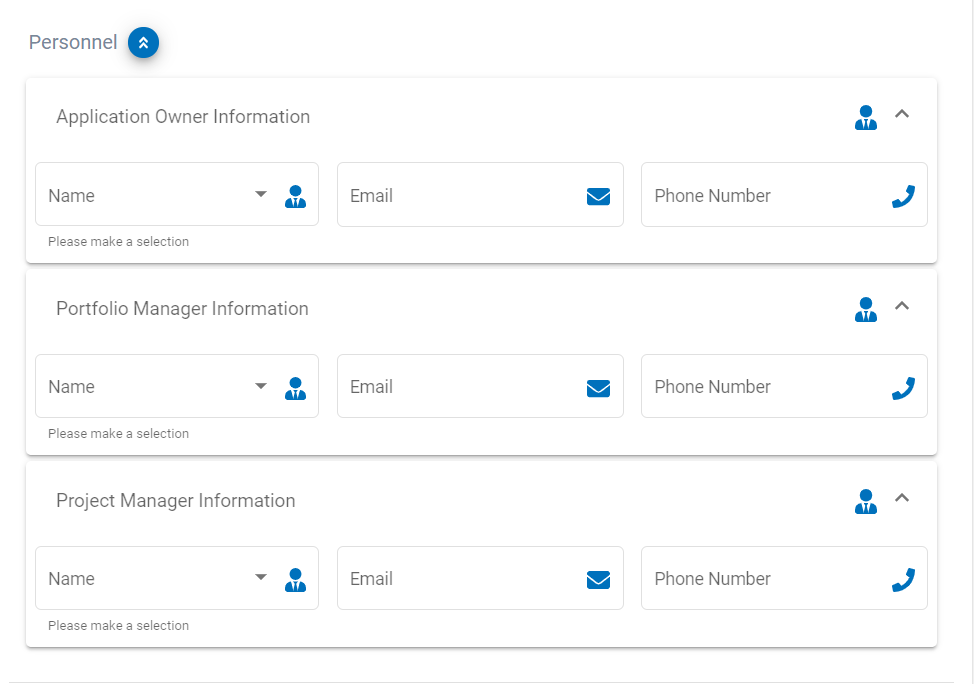 Personnel
Application Owner Information
Name Email Phone Number
Please make a selection
Portfolio Manager Information
Name Email Phone Number
Please make a selection
Project Manager Information
Name Email Phone Number
Please make a selection